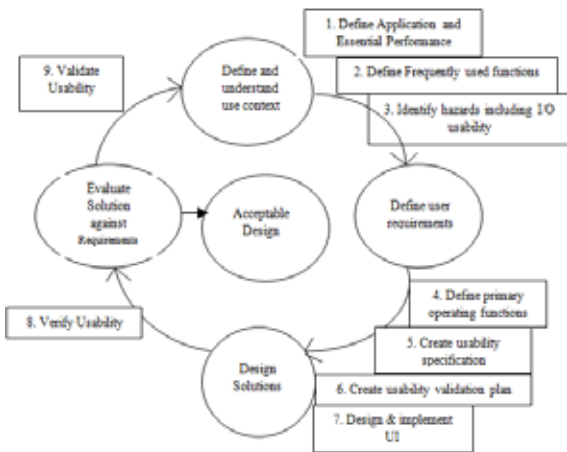 1. Define Application and
Essential Performance
2. Define Frequently used functions
3. Identify hazards including I/O
usability
9. Validate
Usability
Define and
understand
use context
Evaluate
Solution
against
Requirements
Acceptable
Design
Define user
requirements
4. Define primary
operating functions
5. Create usability
specification
6. Create usability validation plan
7. Design & implement
UI
8. Verify Usability
Design
Solutions